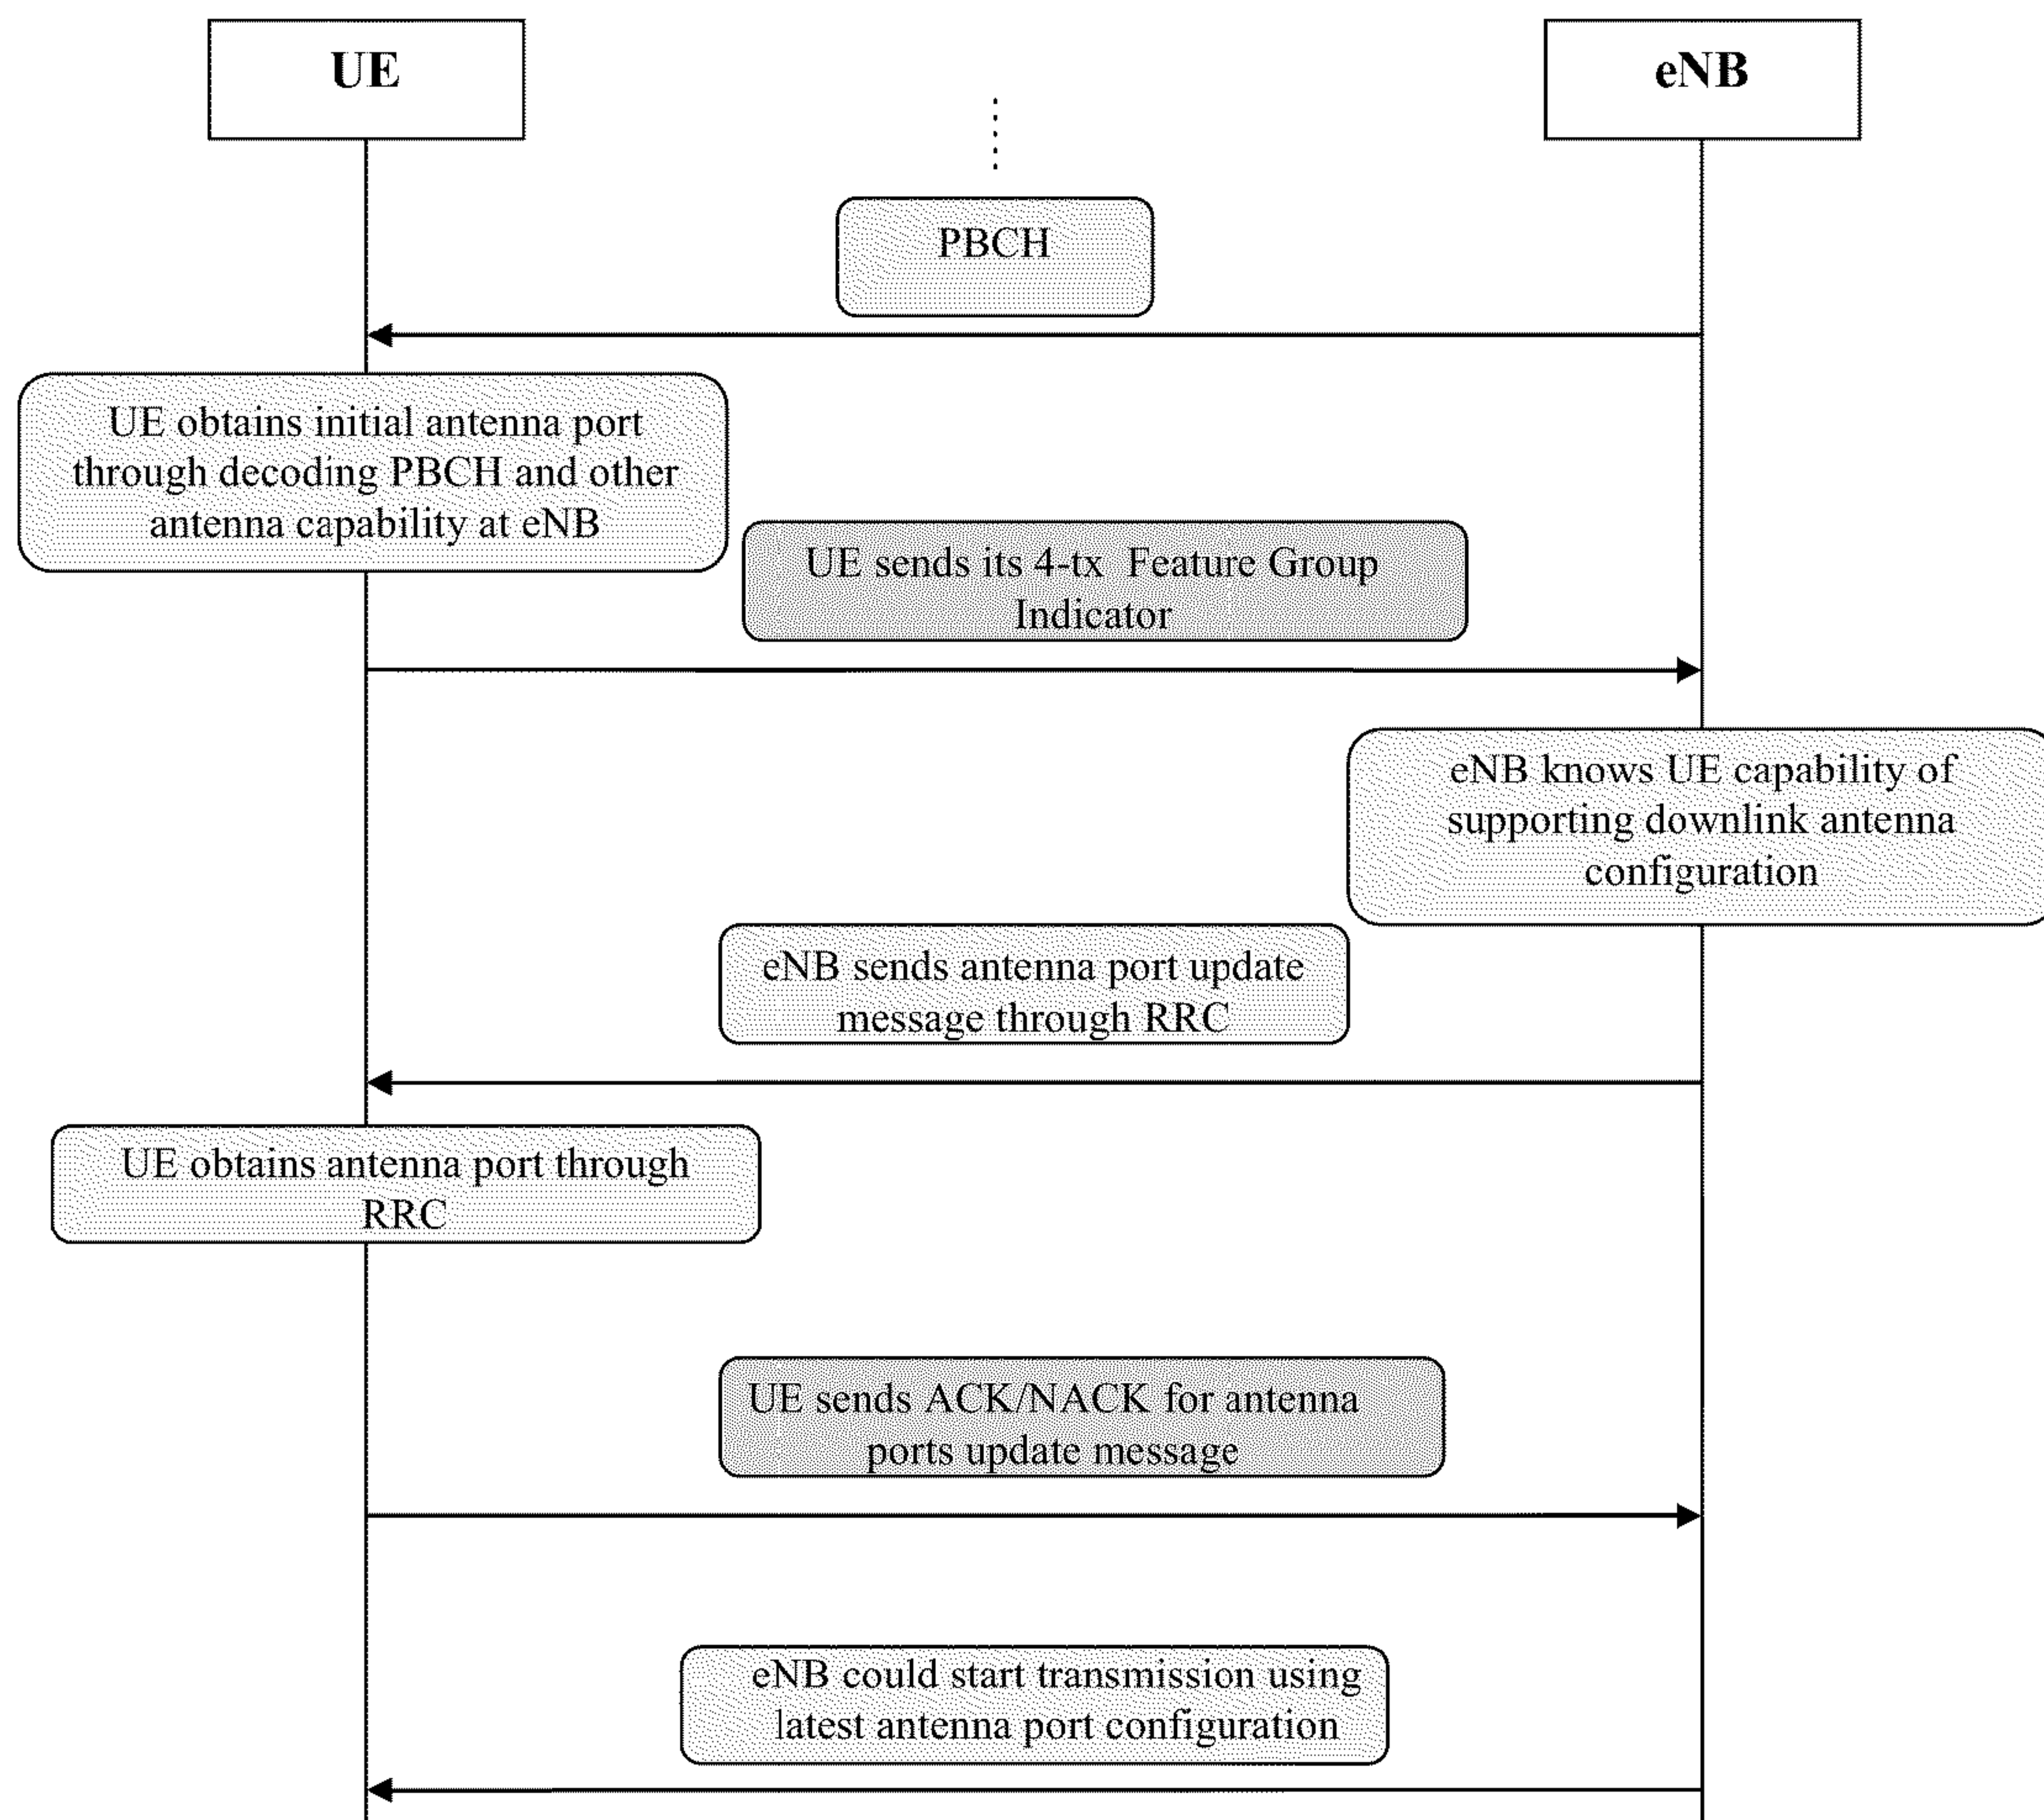 UE
eNB
PBCH
UE obtains initial antenna port
through decoding PBCH and other
antenna capability at eNB
UE sends its 4-tx Feature Group
Indicator
eNB knows UE capability of
supporting downlink antenna
configuration
eNB sends antenna port update
message through RRC
UE obtains antenna port through
RRC
UE sends ACK/NACK for antenna
ports update message
eNB could start transmission using
latest antenna port configuration